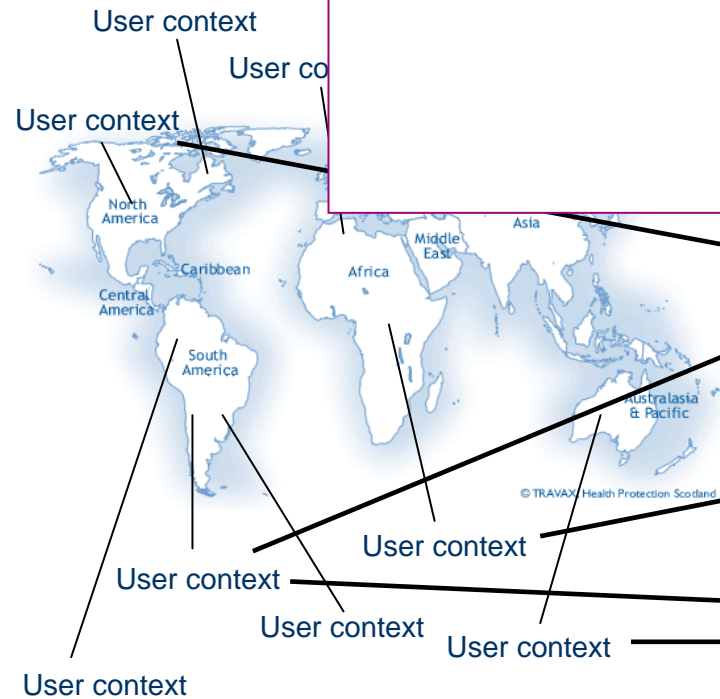 User context
User co
User context
North
America
Asia
Middle
East
Caribbean
Africa
Central
America
South
America
Australasia
& Pacific
© TRAVAX, Health Protection Scotland
User context
User context
User context
User context
User context